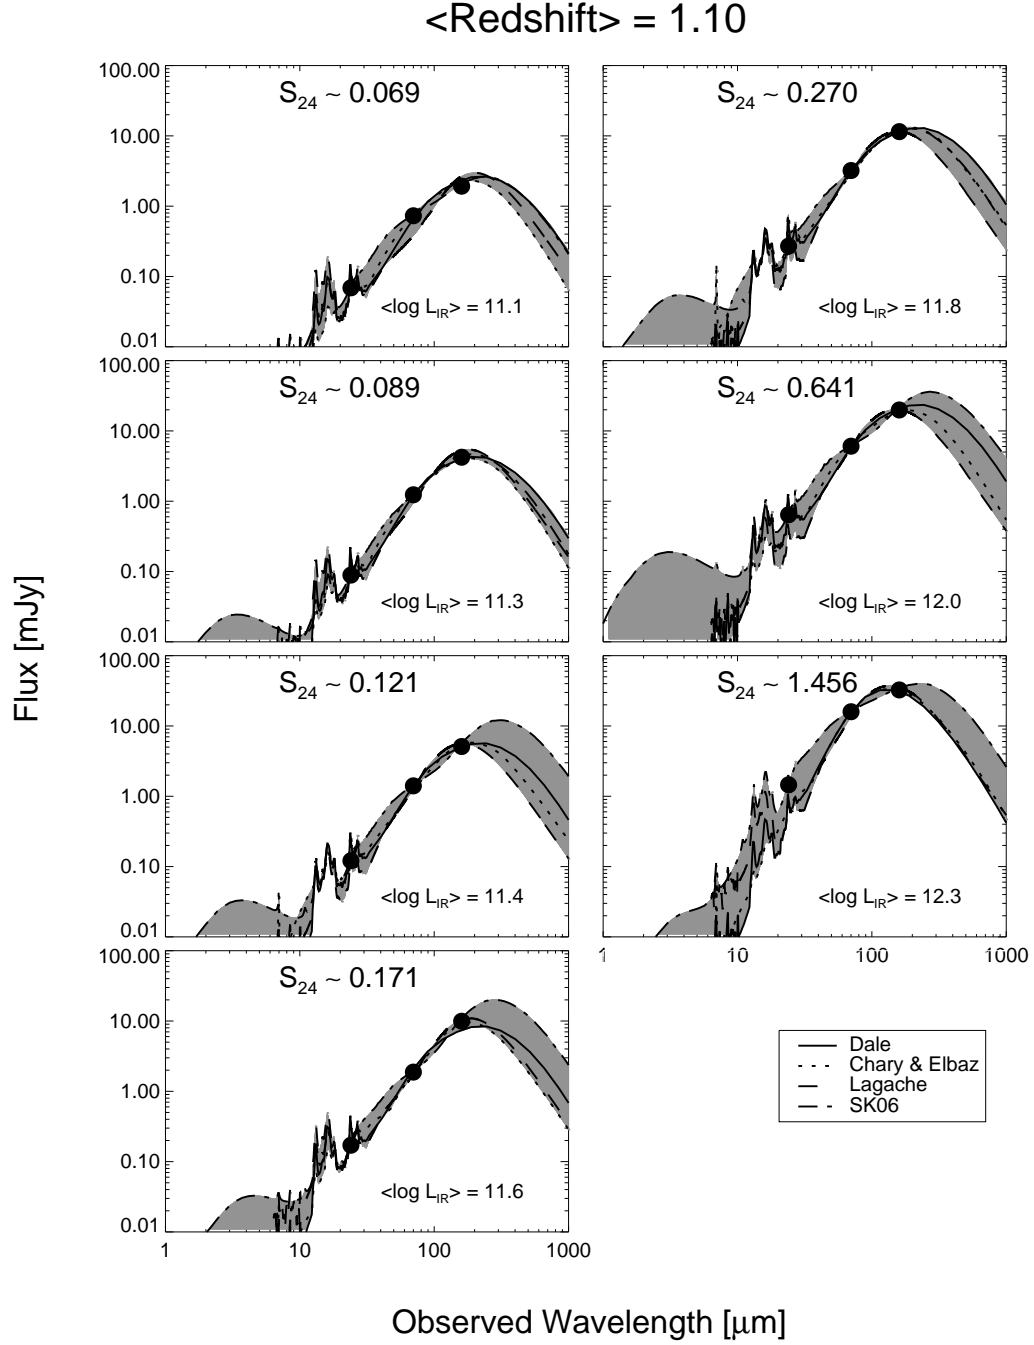 <Redshift> = 1.10
100.00
10.00
1.00
0.10
0.01
S24 ~ 0.069
<log LIR> = 11.1
S24 ~ 0.270
<log LIR> = 11.8
100.00
10.00
1.00
0.10
0.01
S24 ~ 0.089
<log LIR> = 11.3
S24 ~ 0.641
<log LIR> = 12.0
100.00
10.00
1.00
0.10
0.01
S24 ~ 0.121
<log LIR> = 11.4
S24 ~ 1.456
<log LIR> = 12.3
1 10 100 1000
100.00
10.00
1.00
0.10
0.01
S24 ~ 0.171
<log LIR> = 11.6
1 10 100 1000
Dale
Chary & Elbaz
Lagache
SK06
Flux [mJy]
Observed Wavelength [μm]